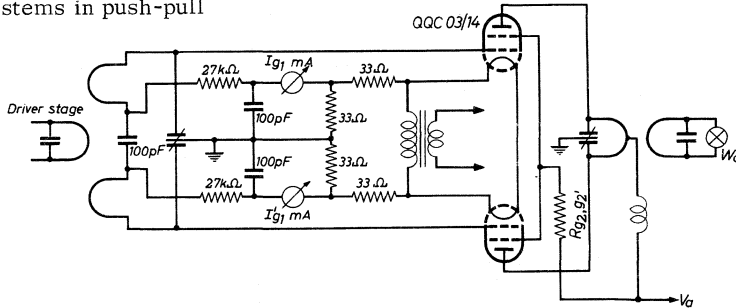 stems in push-pull
QQC 03/14
Ig1 mA
27kΩ
33Ω
Driver stage
100pF
100pF
33Ω
100pF
33Ω
27kΩ
33Ω
I'g1 mA
Rg2,g2'
Va